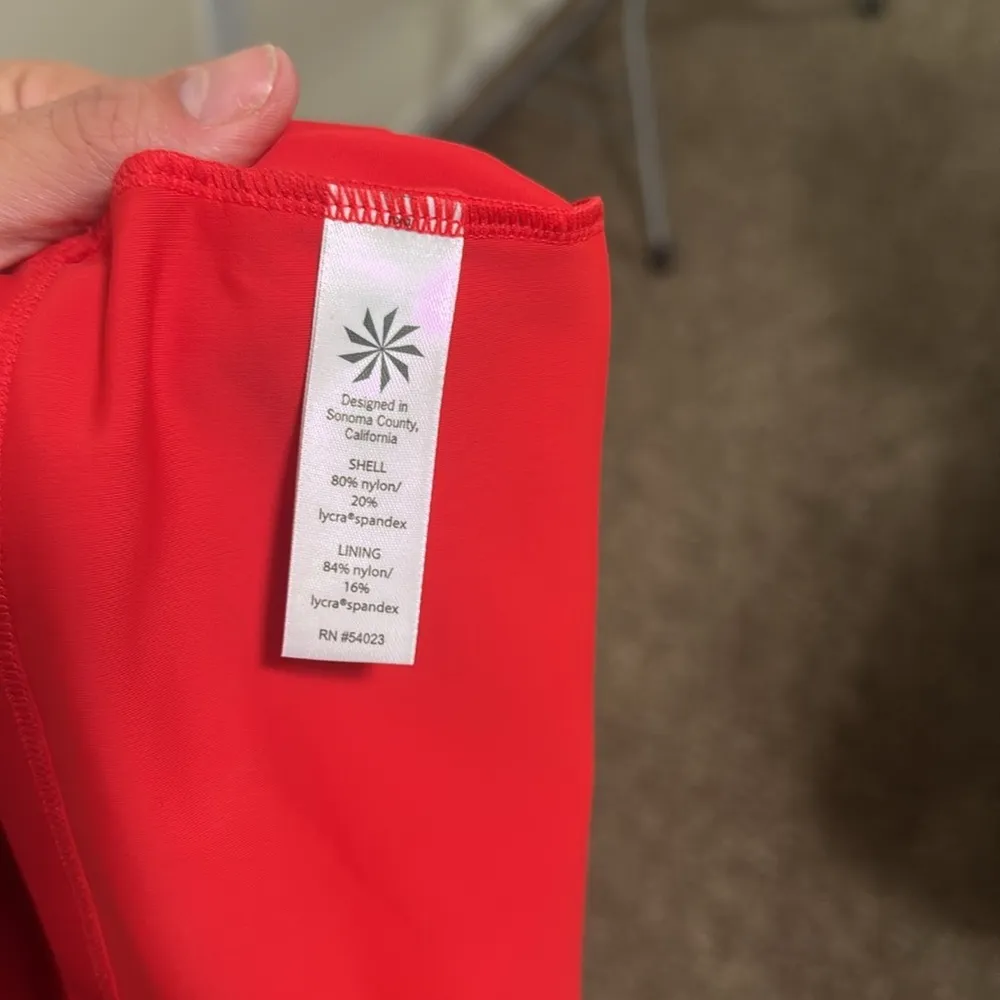 Designed in
Sonoma County,
California
SHELL
80% nylon/
20%
lycra®spandex
LINING
84% nylon/
16%
lycra®spandex
RN #54023